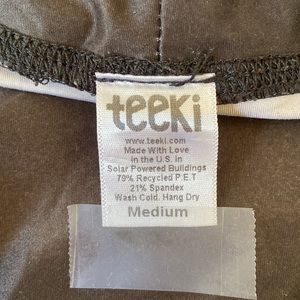 teeki
www.teeki.com
Made With Love
in the U.S. in
Solar Powered Buildings
79% Recycled P.E.T
21% Spandex
Wash Cold. Hang Dry
Medium